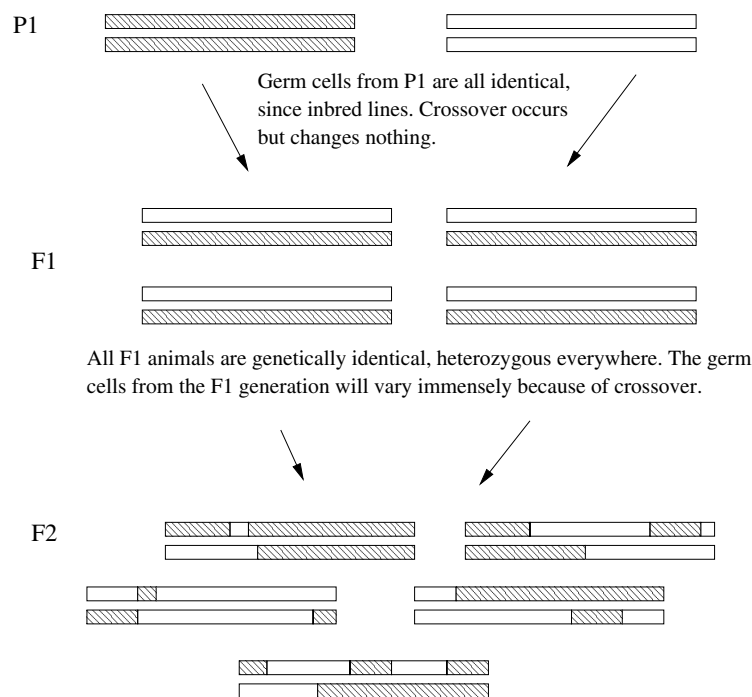 P1
Germ cells from P1 are all identical,
since inbred lines. Crossover occurs
but changes nothing.
F1
All F1 animals are genetically identical, heterozygous everywhere. The germ
cells from the F1 generation will vary immensely because of crossover.
F2